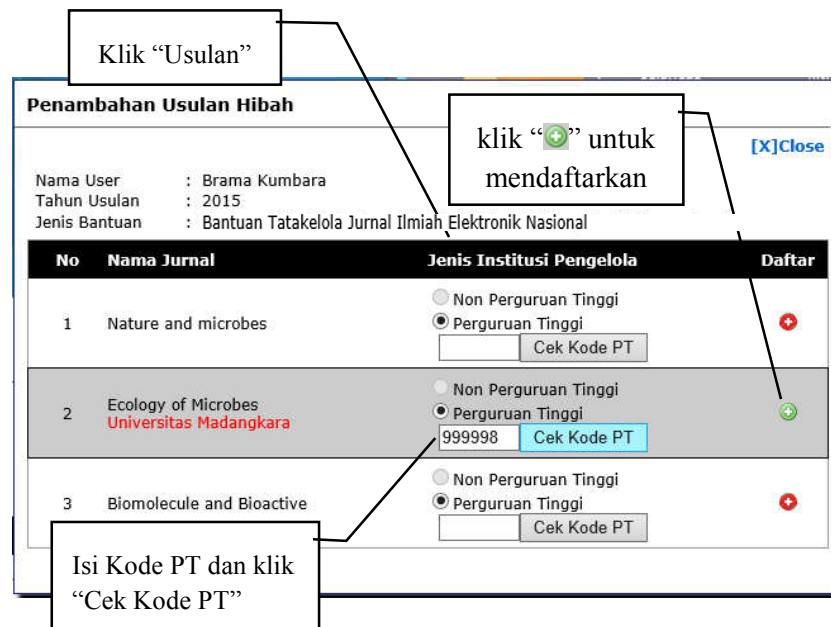 Klik “Usulan”
Penambahan Usulan Hibah
klik “ ” untuk
mendaftarkan
[X]Close
Nama User : Brama Kumbara
Tahun Usulan : 2015
Jenis Bantuan : Bantuan Tatakelola Jurnal Ilmiah Elektronik Nasional
No Nama Jurnal Jenis Institusi Pengelola Daftar
Non Perguruan Tinggi
1 Nature and microbes Perguruan Tinggi
Cek Kode PT
Non Perguruan Tinggi
2 Ecology of Microbes Perguruan Tinggi
Universitas Madangkara
999998 Cek Kode PT
Non Perguruan Tinggi
3 Biomolecule and Bioactive Perguruan Tinggi
Cek Kode PT
Isi Kode PT dan klik
“Cek Kode PT”